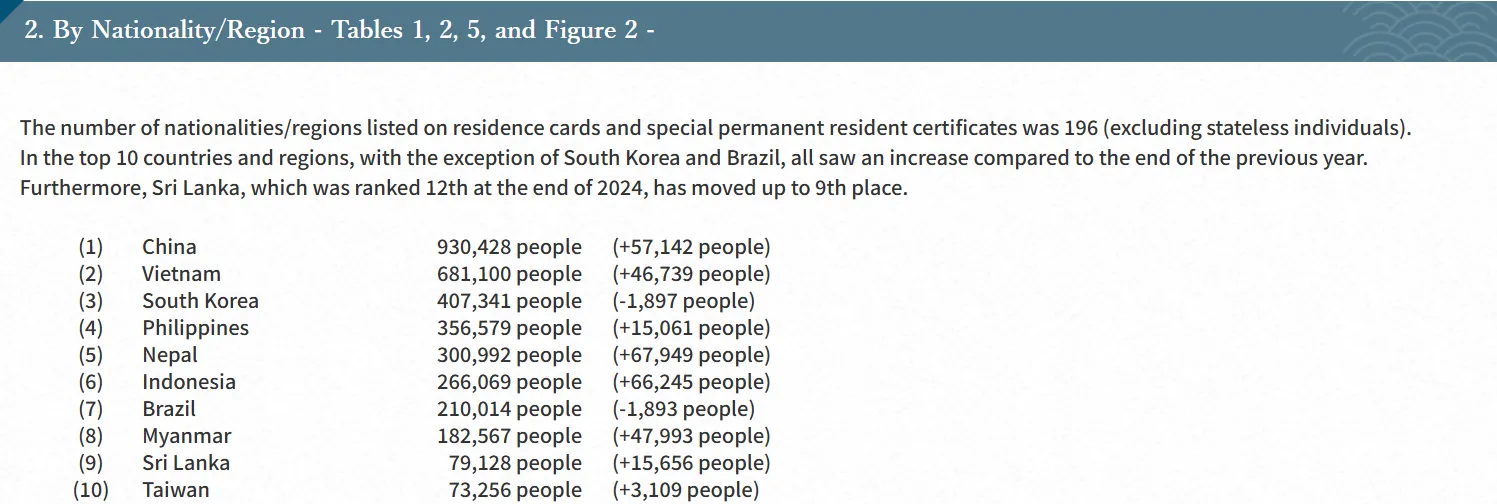 2. By Nationality/Region - Tables 1, 2, 5, and Figure 2 -
The number of nationalities/regions listed on residence cards and special permanent resident certificates was 196 (excluding stateless individuals).
In the top 10 countries and regions, with the exception of South Korea and Brazil, all saw an increase compared to the end of the previous year.
Furthermore, Sri Lanka, which was ranked 12th at the end of 2024, has moved up to 9th place.
(1) China 930,428 people (+57,142 people)
(2) Vietnam 681,100 people (+46,739 people)
(3) South Korea 407,341 people (-1,897 people)
(4) Philippines 356,579 people (+15,061 people)
(5) Nepal 300,992 people (+67,949 people)
(6) Indonesia 266,069 people (+66,245 people)
(7) Brazil 210,014 people (-1,893 people)
(8) Myanmar 182,567 people (+47,993 people)
(9) Sri Lanka 79,128 people (+15,656 people)
(10) Taiwan 73,256 people (+3,109 people)